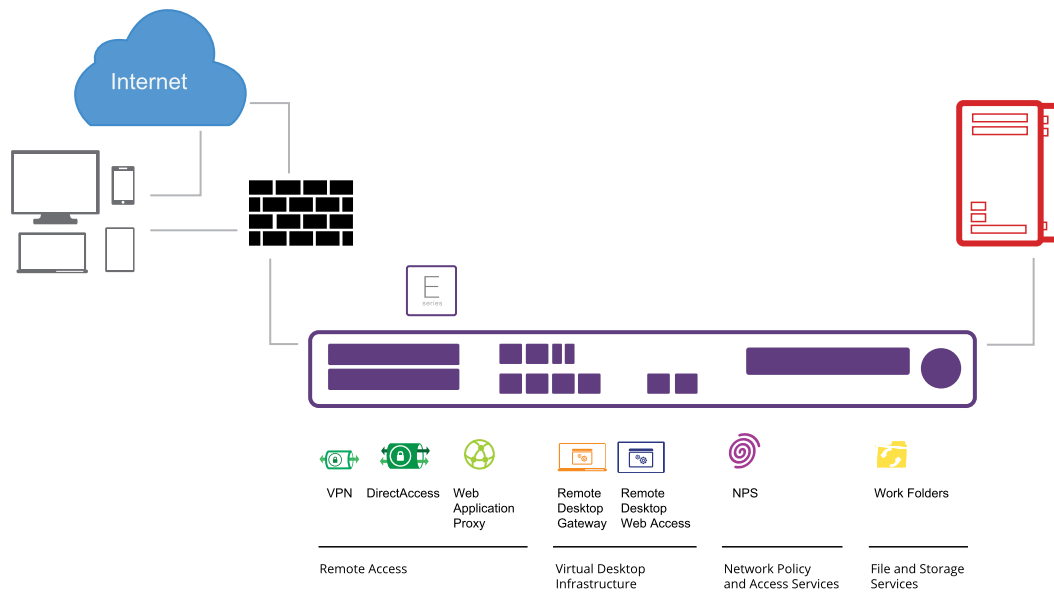 Internet
E
series
VPN
DirectAccess
Web
Application
Proxy
Remote
Desktop
Gateway
Remote
Desktop
Web Access
NPS
Work Folders
Remote Access
Virtual Desktop
Infrastructure
Network Policy
and Access Services
File and Storage
Services